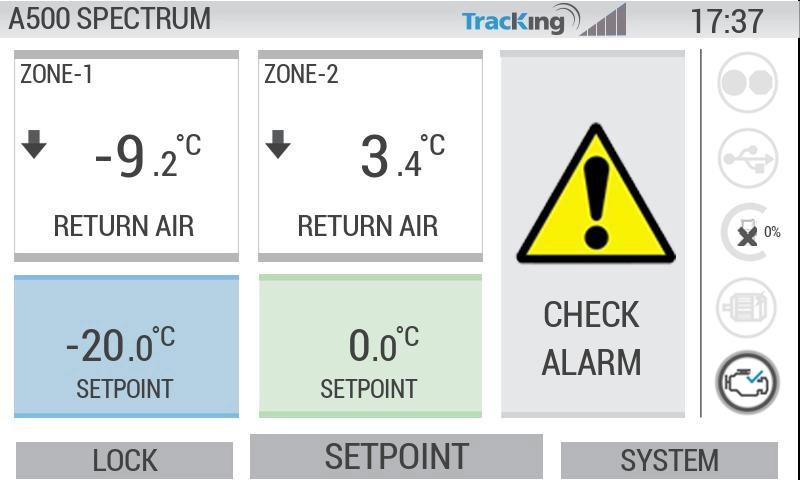 A500 SPECTRUM
TracKing
17:37
ZONE-1
-9.2°C
RETURN AIR
ZONE-2
3.4°C
RETURN AIR
-20.0°C
SETPOINT
0.0°C
SETPOINT
!
CHECK
ALARM
0%
LOCK
SETPOINT
SYSTEM